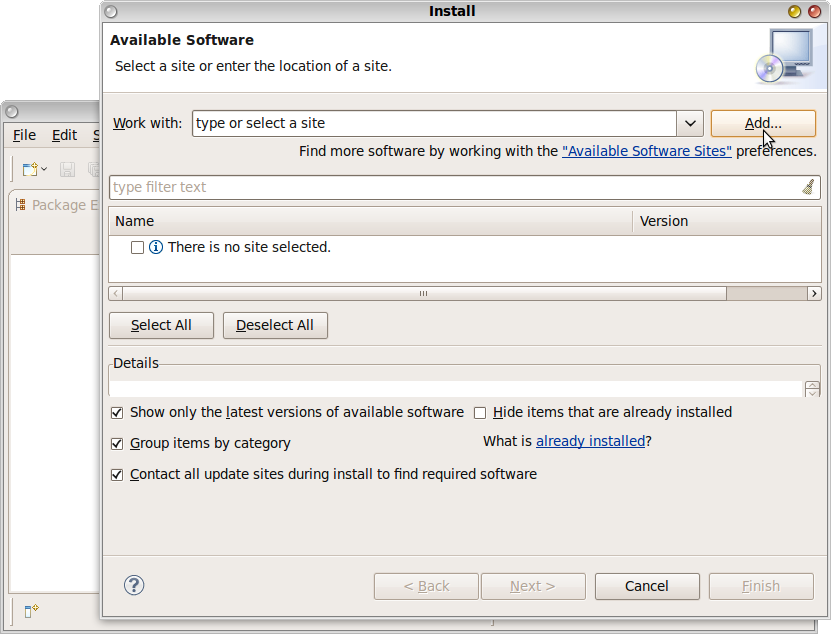 Install
Available Software
Select a site or enter the location of a site.
Work with: type or select a site Add...
Find more software by working with the "Available Software Sites" preferences.
type filter text
Name Version
There is no site selected.
Select All Deselect All
Details
Show only the latest versions of available software Hide items that are already installed
Group items by category What is already installed?
Contact all update sites during install to find required software
? < Back Next > Cancel Finish
File Edit S
Package E